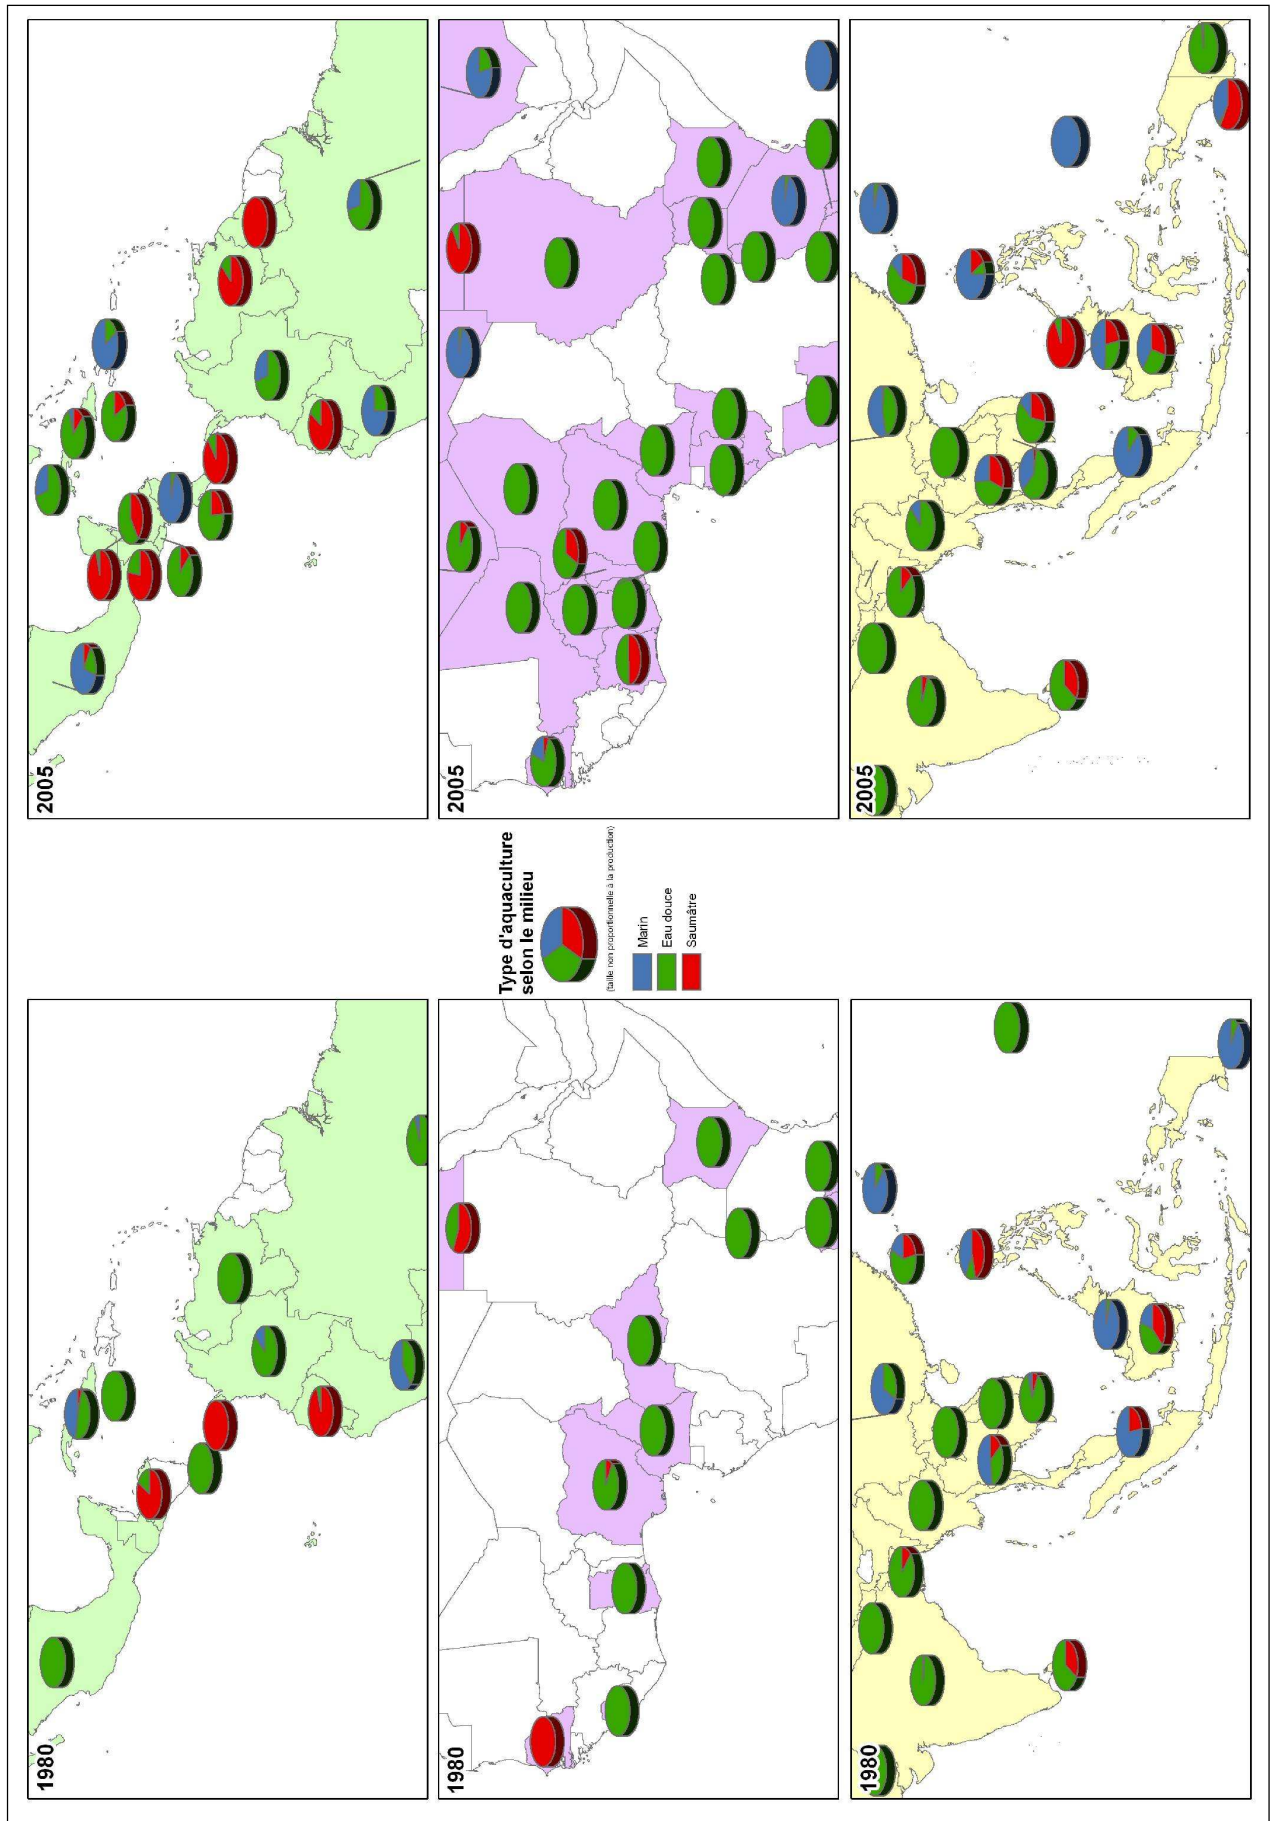 1980
2005
1980
Type d'aquaculture
selon le milieu
(taille non proportionnelle à la production)
Marin
Eau douce
Saumâtre
2005
1980
2005